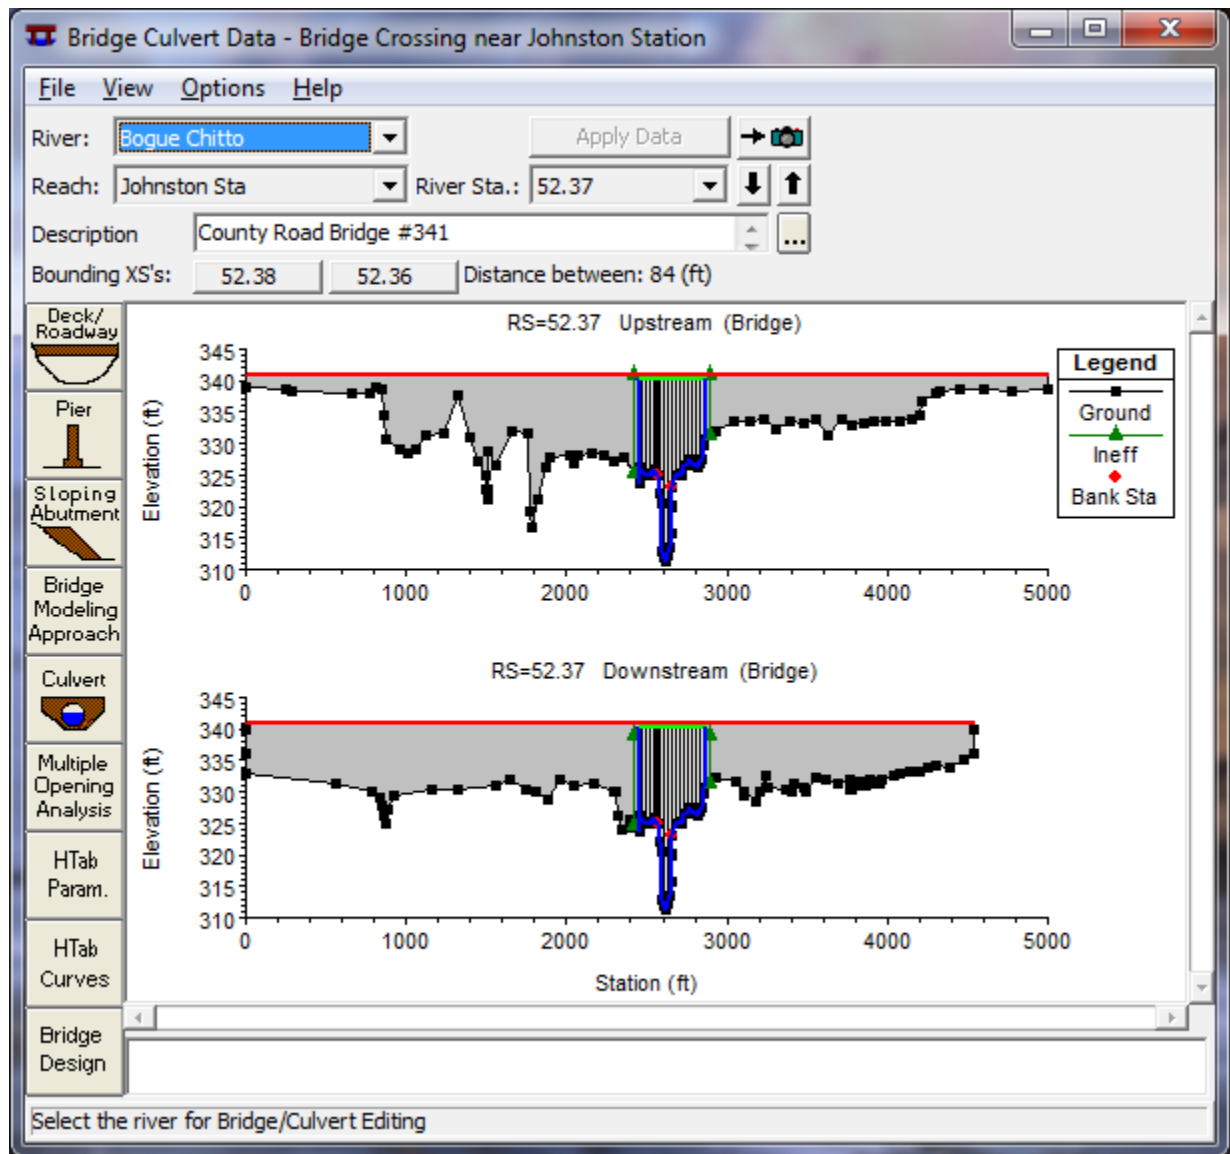 Bridge Culvert Data - Bridge Crossing near Johnston Station
File View Options Help
River: Bogue Chitto Apply Data
Reach: Johnston Sta River Sta.: 52.37
Description County Road Bridge #341 ...
Bounding XS's: 52.38 52.36 Distance between: 84 (ft)
Deck/
Roadway
Pier
Sloping
Abutment
Bridge
Modeling
Approach
Culvert
Multiple
Opening
Analysis
HTab
Param.
HTab
Curves
Bridge
Design
RS=52.37 Upstream (Bridge)
Elevation (ft)
345
340
335
330
325
320
315
310
0 1000 2000 3000 4000 5000
Legend
Ground
Ineff
Bank Sta
RS=52.37 Downstream (Bridge)
Elevation (ft)
345
340
335
330
325
320
315
310
0 1000 2000 3000 4000 5000
Station (ft)
Select the river for Bridge/Culvert Editing